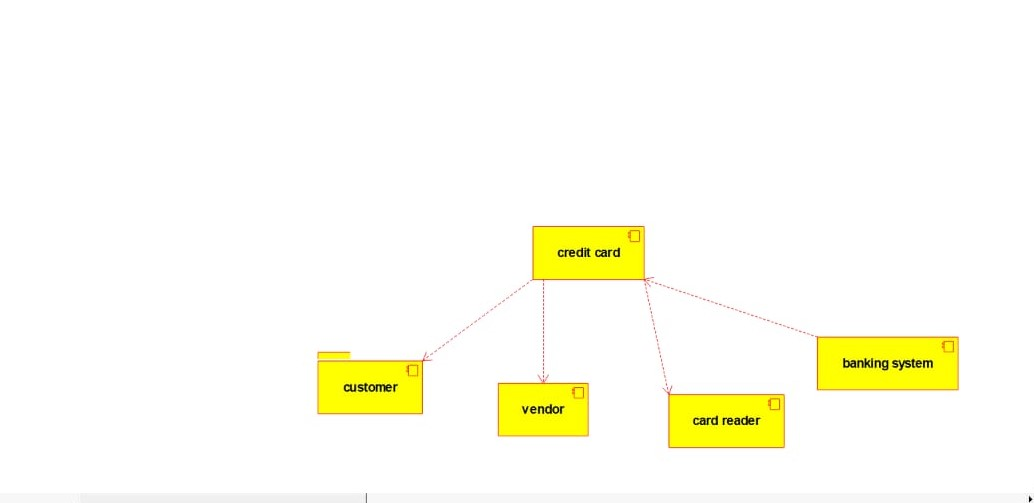 credit card
banking system
customer
vendor
card reader